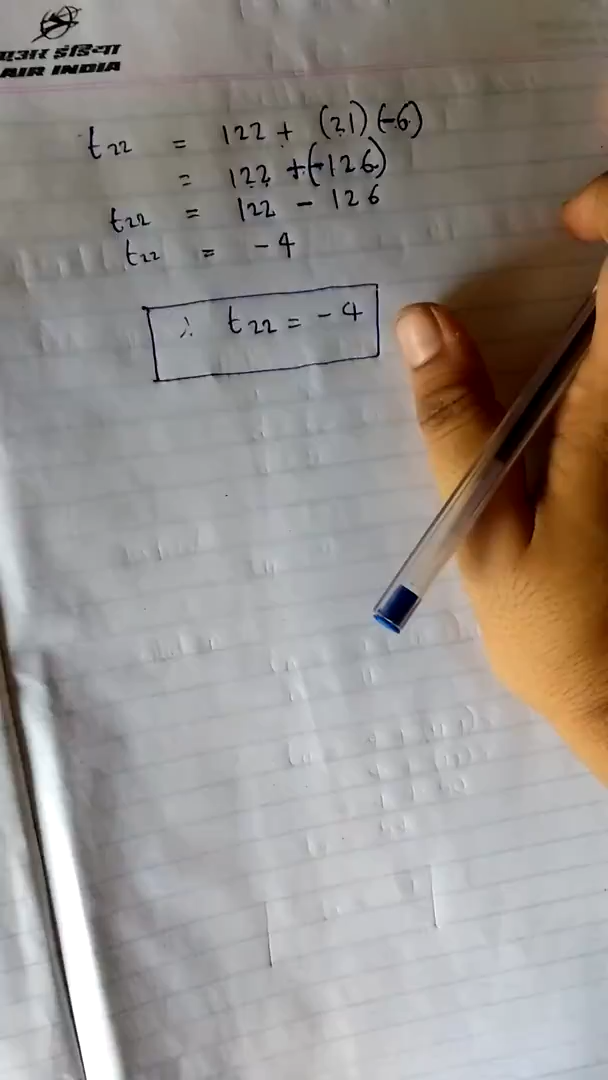 एअर इंडिया
AIR INDIA
t22 = 122 + (21)(-6)
= 122 + (-126)
t22 = 122 - 126
t22 = -4
∴ t22 = -4